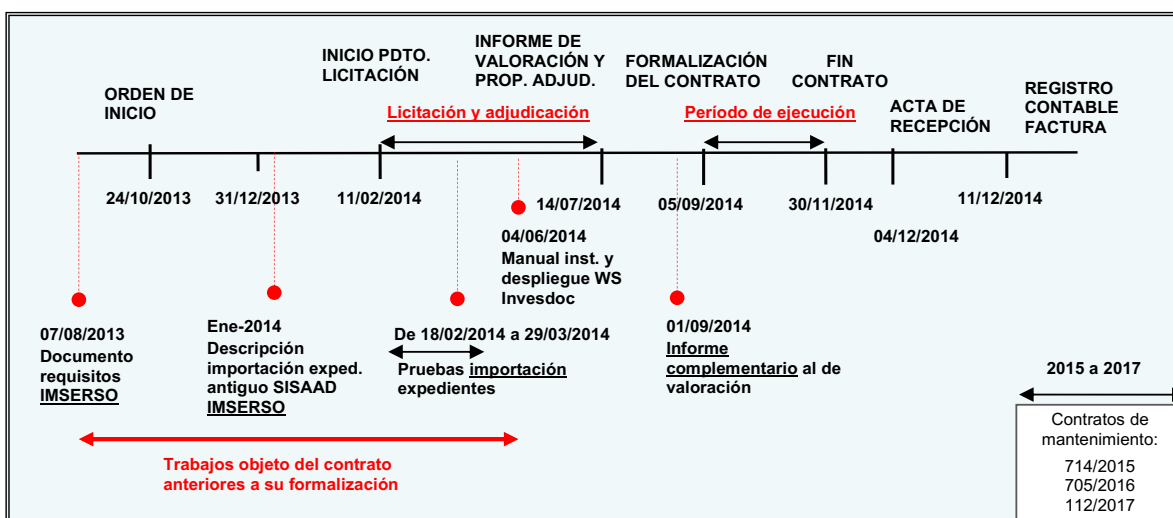 INICIO PDTO.
LICITACIÓN
INFORME DE
VALORACIÓN Y
PROP. ADJUD.
FORMALIZACIÓN
DEL CONTRATO
FIN
CONTRATO
ORDEN DE
INICIO
Licitación y adjudicación
Período de ejecución
ACTA DE
RECEPCIÓN
REGISTRO
CONTABLE
FACTURA
24/10/2013
31/12/2013
11/02/2014
14/07/2014
05/09/2014
30/11/2014
04/12/2014
11/12/2014
04/06/2014
Manual inst. y
despliegue WS
Invesdoc
07/08/2013
Documento
requisitos
IMSERSO
Ene-2014
Descripción
importación exped.
antiguo SISAAD
IMSERSO
De 18/02/2014 a 29/03/2014
Pruebas importación
expedientes
01/09/2014
Informe
complementario al de
valoración
Trabajos objeto del contrato
anteriores a su formalización
2015 a 2017
Contratos de
mantenimiento:
714/2015
705/2016
112/2017